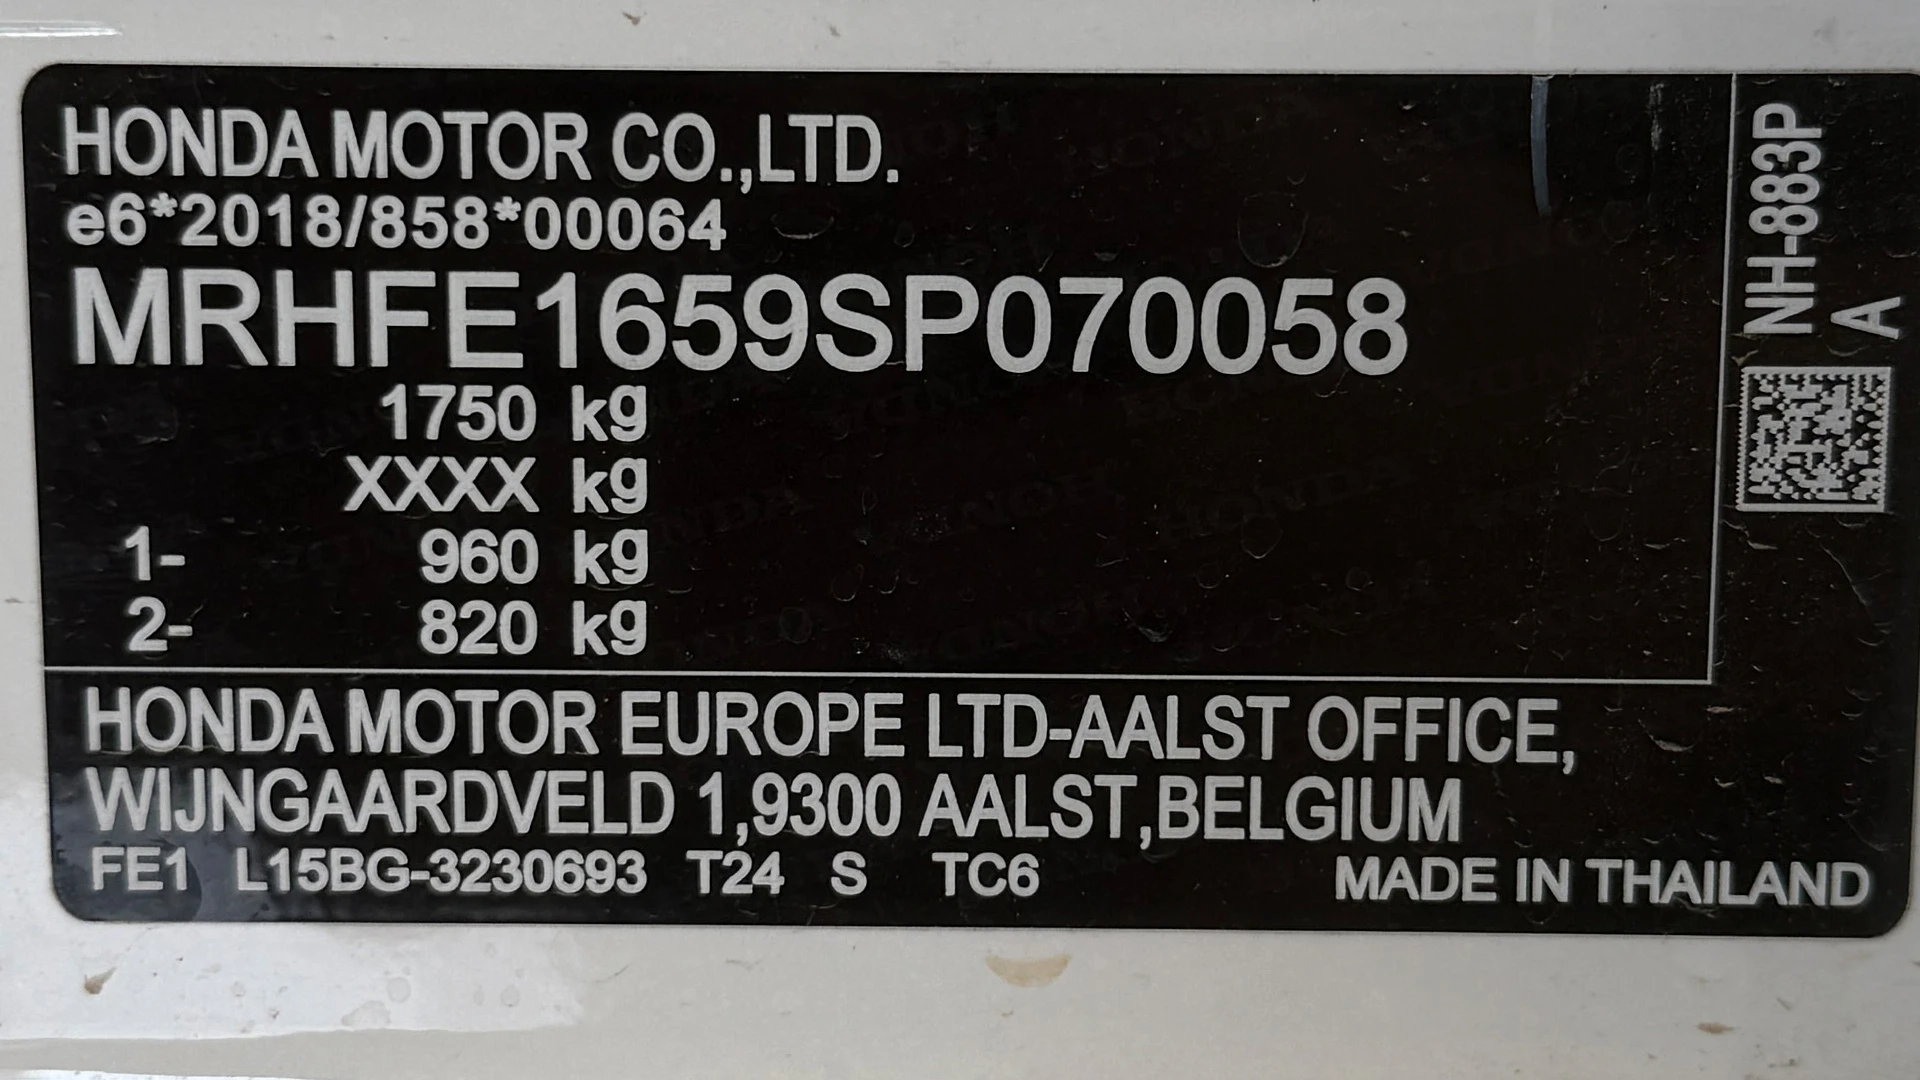 HONDA MOTOR CO.,LTD.
e6*2018/858*00064
MRHFE1659SP070058
1750 kg
XXXX kg
1- 960 kg
2- 820 kg
HONDA MOTOR EUROPE LTD-AALST OFFICE,
WIJNGAARDVELD 1,9300 AALST,BELGIUM
FE1 L15BG-3230693 T24 S TC6 MADE IN THAILAND
NH-883P
A